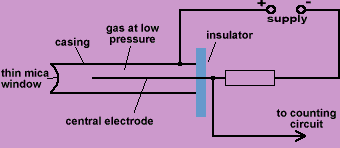 + -
supply
casing
gas at low
pressure
insulator
thin mica
window
central electrode
to counting
circuit